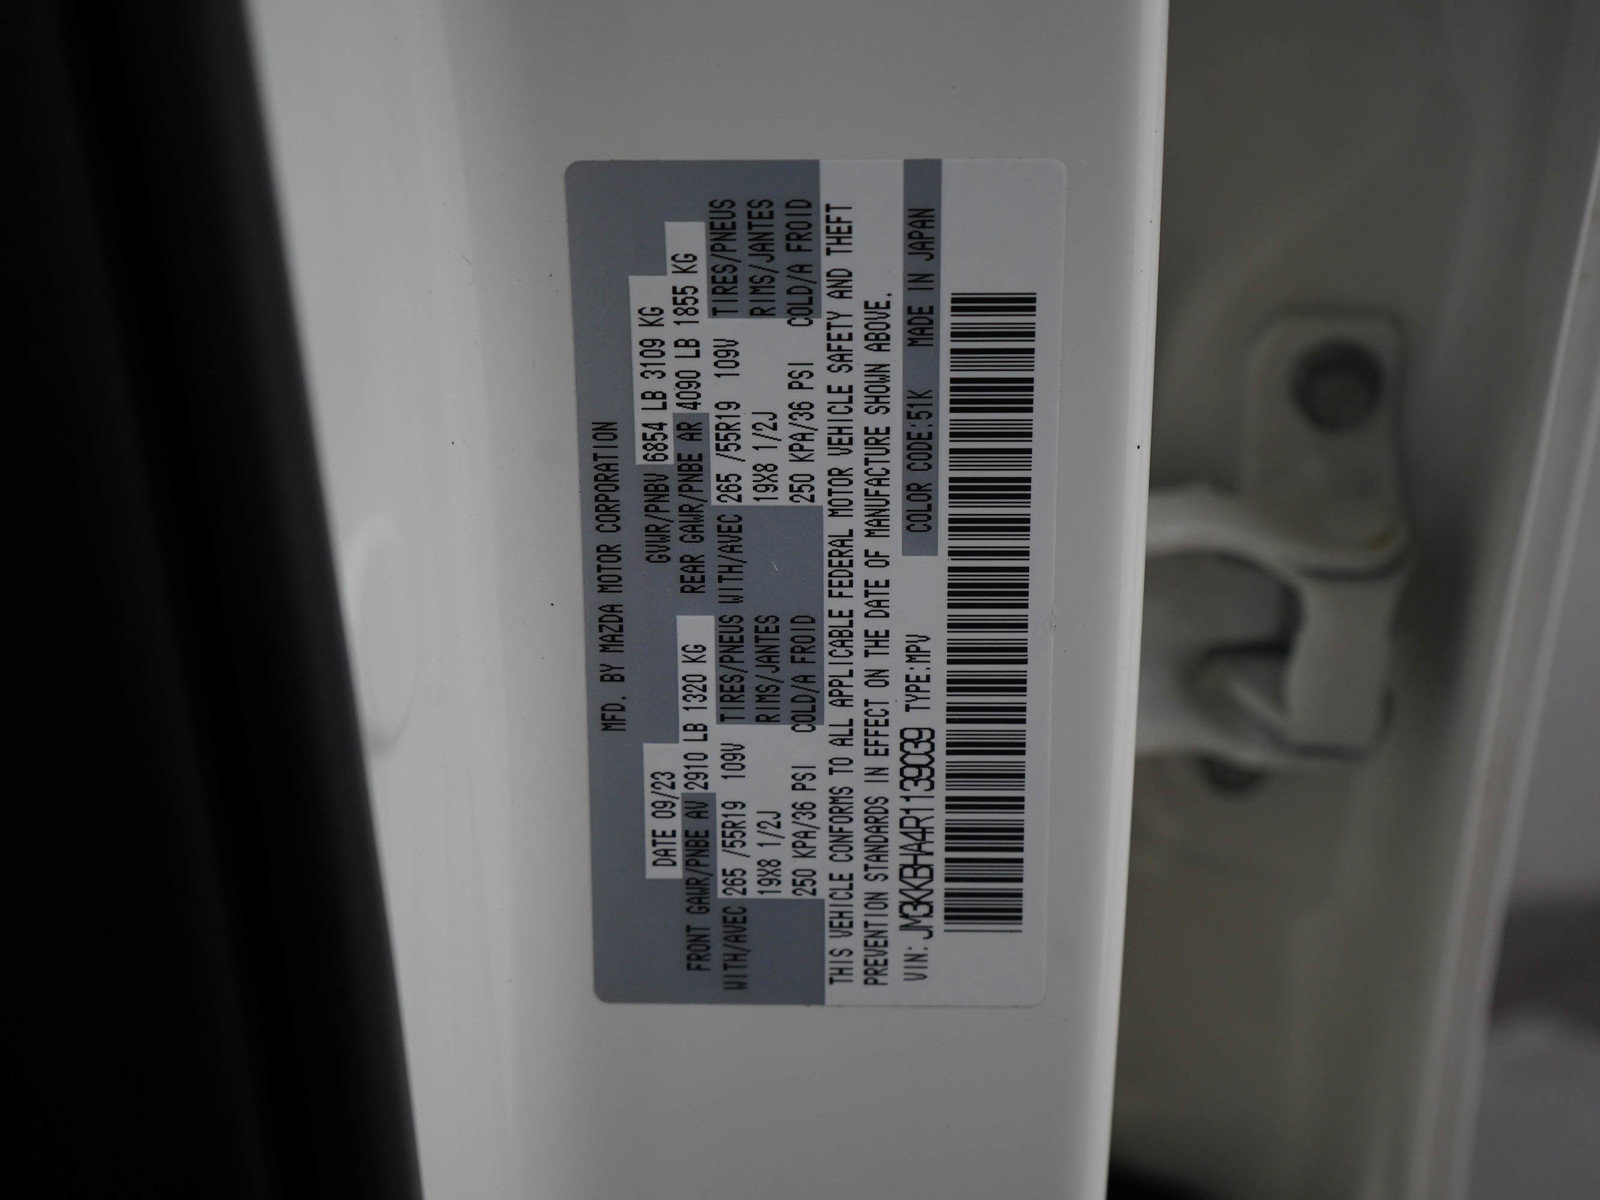 MFD. BY MAZDA MOTOR CORPORATION
DATE 09/23 GVWR/PNBV 6854 LB 3109 KG
FRONT GAWR/PNBE AV 2910 LB 1320 KG REAR GAWR/PNBE AR 4090 LB 1855 KG
WITH/AVEC 265 /55R19 109V TIRES/PNEUS WITH/AVEC 265 /55R19 109V TIRES/PNEUS
19X8 1/2J RIMS/JANTES 19X8 1/2J RIMS/JANTES
250 KPA/36 PSI COLD/A FROID 250 KPA/36 PSI COLD/A FROID
THIS VEHICLE CONFORMS TO ALL APPLICABLE FEDERAL MOTOR VEHICLE SAFETY AND THEFT
PREVENTION STANDARDS IN EFFECT ON THE DATE OF MANUFACTURE SHOWN ABOVE.
VIN: JM3KKBHA4R1139039 TYPE:MPV COLOR CODE:51K MADE IN JAPAN